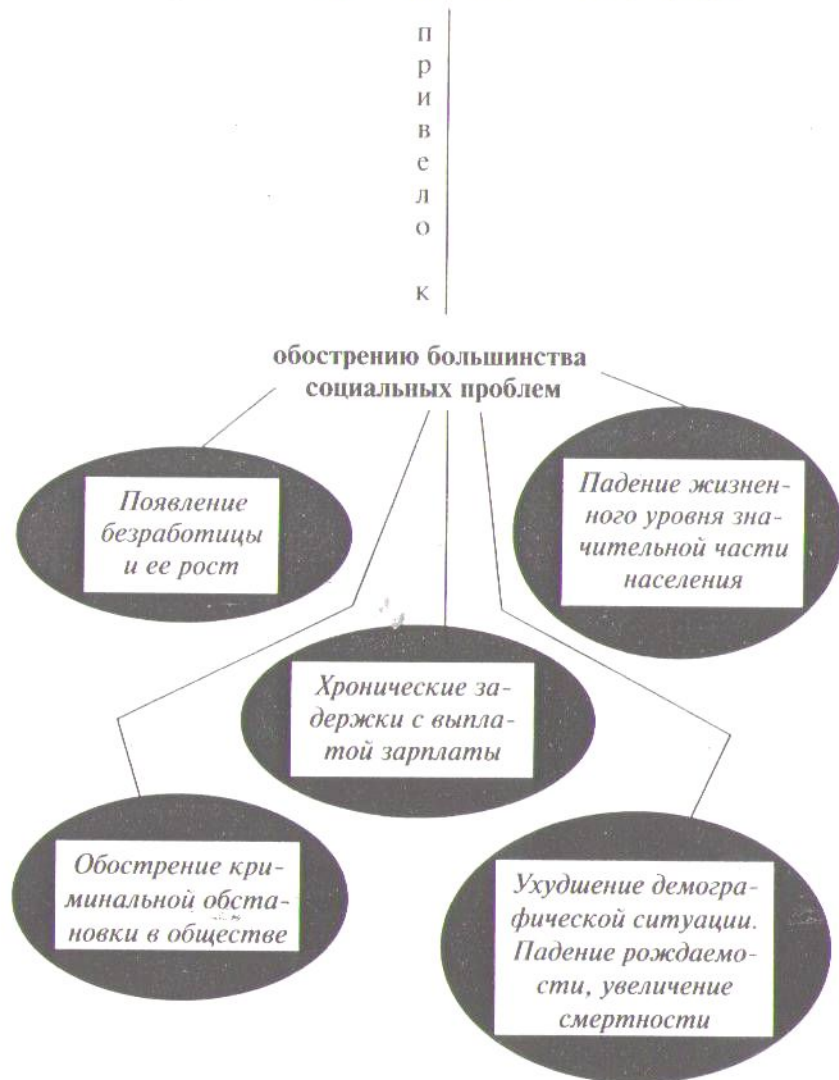 привело к
обострению большинства
социальных проблем
Появление
безработицы
и ее рост
Падение жизнен-
ного уровня зна-
чительной части
населения
Хронические за-
держки с выпла-
той зарплаты
Обострение кри-
минальной обста-
новки в обществе
Ухудшение демогра-
фической ситуации.
Падение рождаемо-
сти, увеличение
смертности